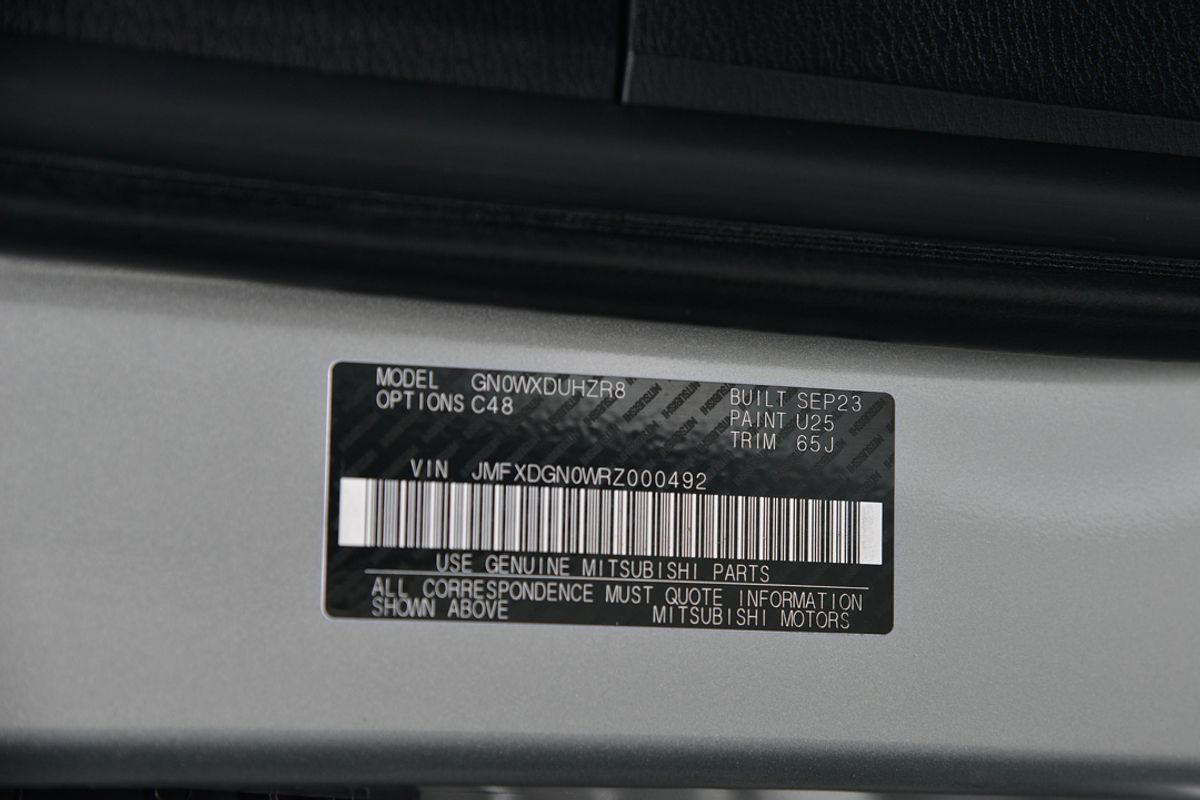 MODEL GN0WXDUHZR8
OPTIONS C48
BUILT SEP23
PAINT U25
TRIM 65J
VIN JMFXDGN0WRZ000492
USE GENUINE MITSUBISHI PARTS
ALL CORRESPONDENCE MUST QUOTE INFORMATION
SHOWN ABOVE MITSUBISHI MOTORS